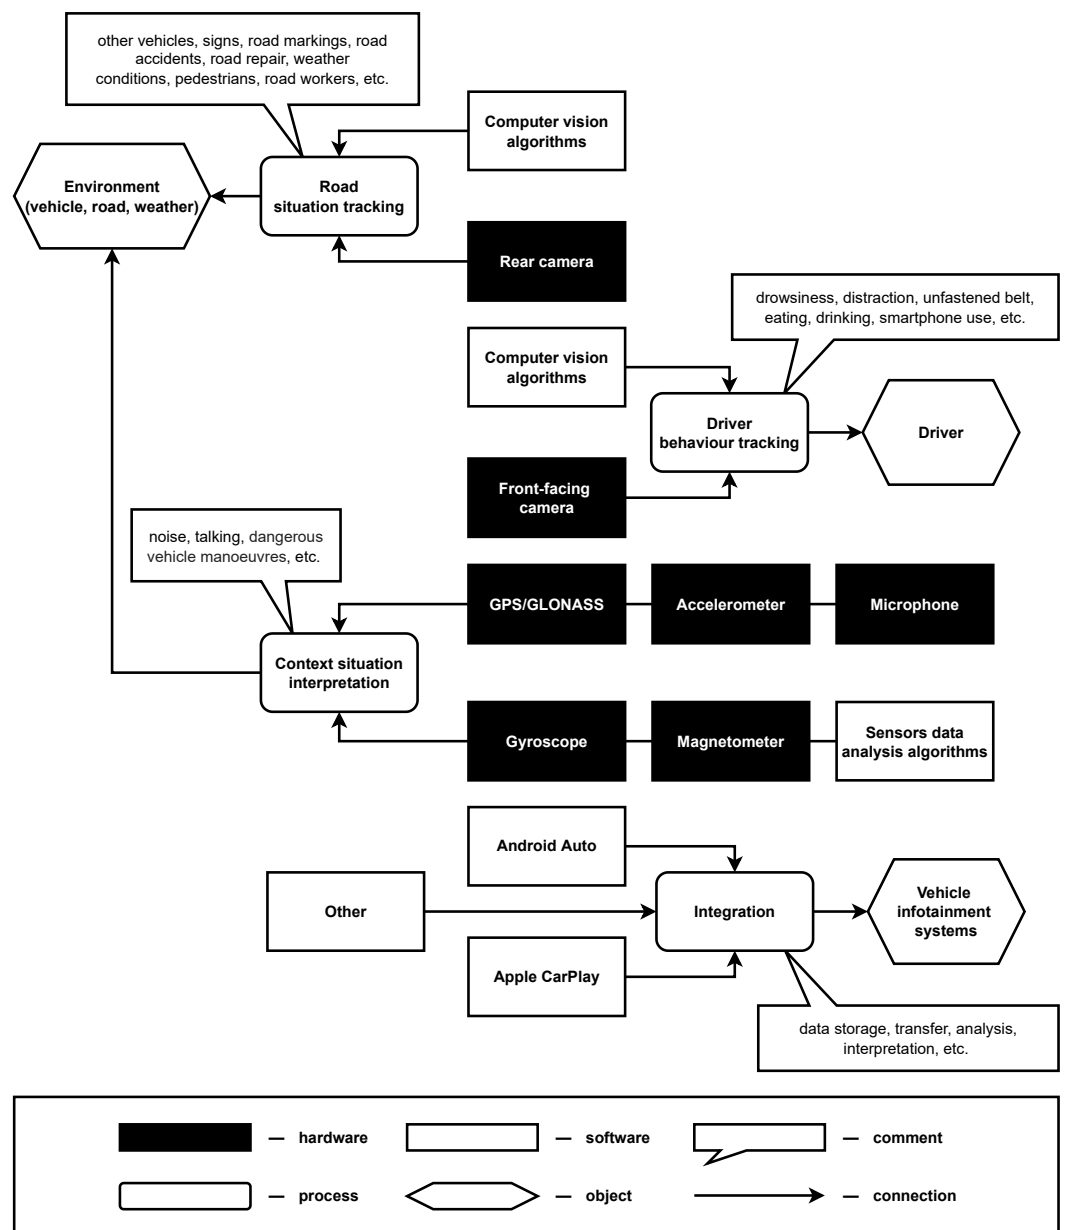 other vehicles, signs, road markings, road
accidents, road repair, weather
conditions, pedestrians, road workers, etc.
Computer vision
algorithms
Environment
(vehicle, road, weather)
Road
situation tracking
Rear camera
drowsiness, distraction, unfastened belt,
eating, drinking, smartphone use, etc.
Computer vision
algorithms
Driver
behaviour tracking
Driver
Front-facing
camera
noise, talking, dangerous
vehicle manoeuvres, etc.
GPS/GLONASS
Accelerometer
Microphone
Context situation
interpretation
Gyroscope
Magnetometer
Sensors data
analysis algorithms
Android Auto
Other
Integration
Vehicle
infotainment
systems
Apple CarPlay
data storage, transfer, analysis,
interpretation, etc.
— hardware
— software
— comment
— process
— object
— connection